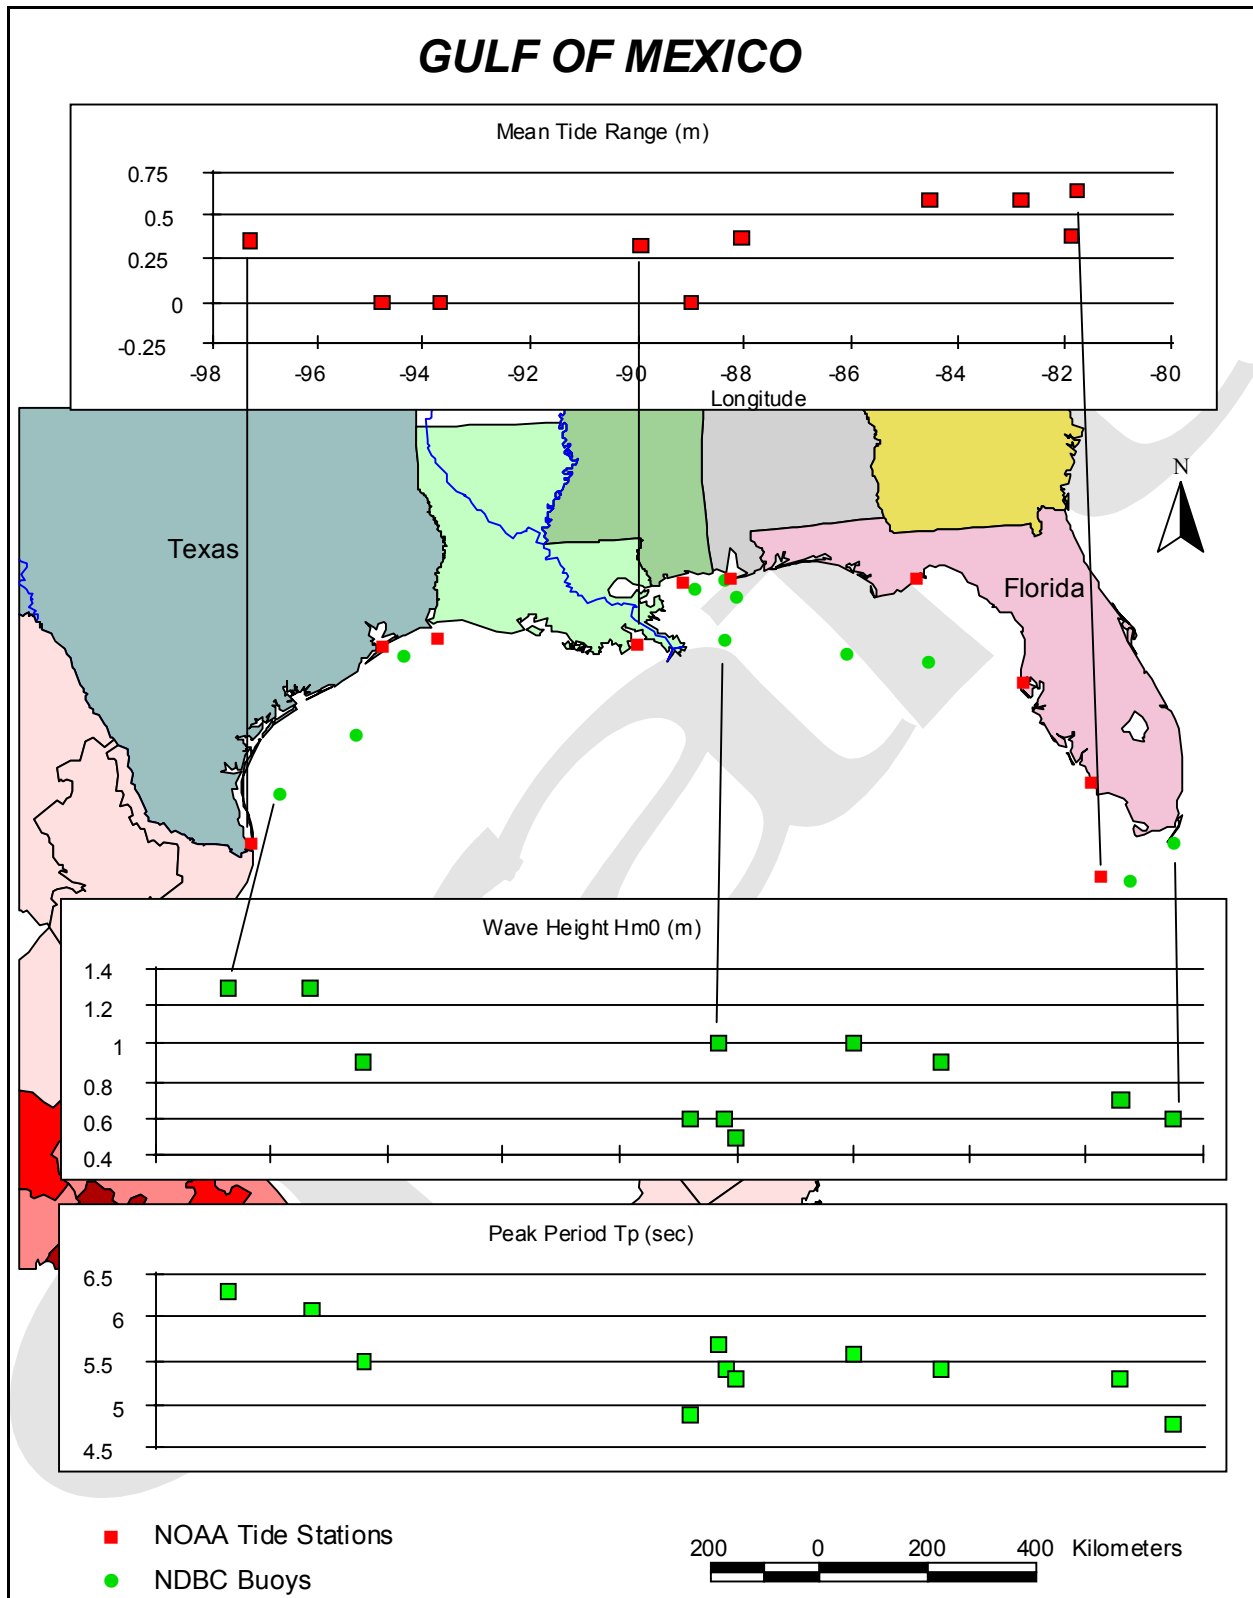 GULF OF MEXICO
Mean Tide Range (m)
0.75
0.5
0.25
0
-0.25
-98 -96 -94 -92 -90 -88 -86 -84 -82 -80
Longitude
N
Texas
Florida
Wave Height Hm0 (m)
1.4
1.2
1
0.8
0.6
0.4
Peak Period Tp (sec)
6.5
6
5.5
5
4.5
NOAA Tide Stations
NDBC Buoys
200 0 200 400 Kilometers